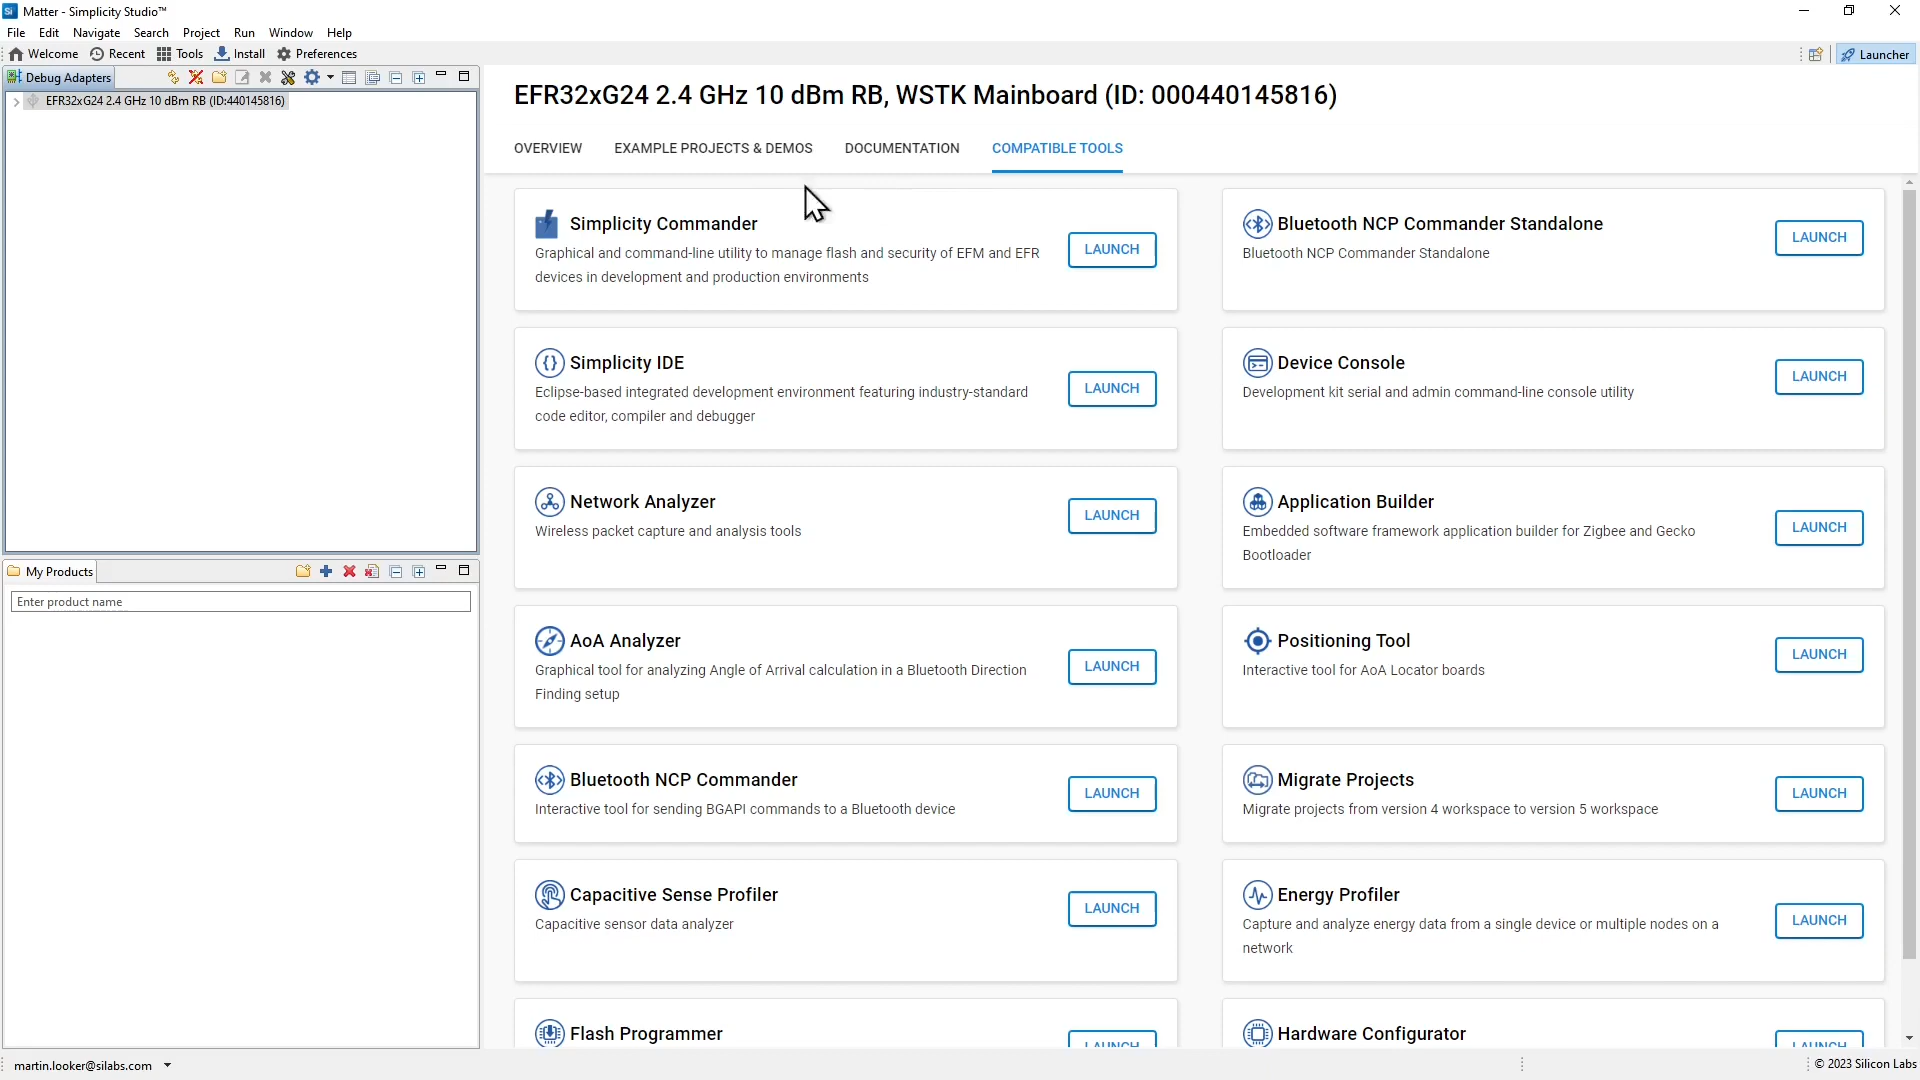 Matter - Simplicity Studio™
File Edit Navigate Search Project Run Window Help
Welcome Recent Tools Install Preferences
Launcher
Debug Adapters
EFR32xG24 2.4 GHz 10 dBm RB (ID:440145816)
EFR32xG24 2.4 GHz 10 dBm RB, WSTK Mainboard (ID: 000440145816)
OVERVIEW EXAMPLE PROJECTS & DEMOS DOCUMENTATION COMPATIBLE TOOLS
Simplicity Commander
Graphical and command-line utility to manage flash and security of EFM and EFR
devices in development and production environments
LAUNCH
Bluetooth NCP Commander Standalone
Bluetooth NCP Commander Standalone
LAUNCH
Simplicity IDE
Eclipse-based integrated development environment featuring industry-standard
code editor, compiler and debugger
LAUNCH
Device Console
Development kit serial and admin command-line console utility
LAUNCH
Network Analyzer
Wireless packet capture and analysis tools
LAUNCH
Application Builder
Embedded software framework application builder for Zigbee and Gecko
Bootloader
LAUNCH
AoA Analyzer
Graphical tool for analyzing Angle of Arrival calculation in a Bluetooth Direction
Finding setup
LAUNCH
Positioning Tool
Interactive tool for AoA Locator boards
LAUNCH
Bluetooth NCP Commander
Interactive tool for sending BGAPI commands to a Bluetooth device
LAUNCH
Migrate Projects
Migrate projects from version 4 workspace to version 5 workspace
LAUNCH
Capacitive Sense Profiler
Capacitive sensor data analyzer
LAUNCH
Energy Profiler
Capture and analyze energy data from a single device or multiple nodes on a
network
LAUNCH
Flash Programmer
LAUNCH
Hardware Configurator
LAUNCH
My Products
Enter product name
martin.looker@silabs.com
© 2023 Silicon Labs